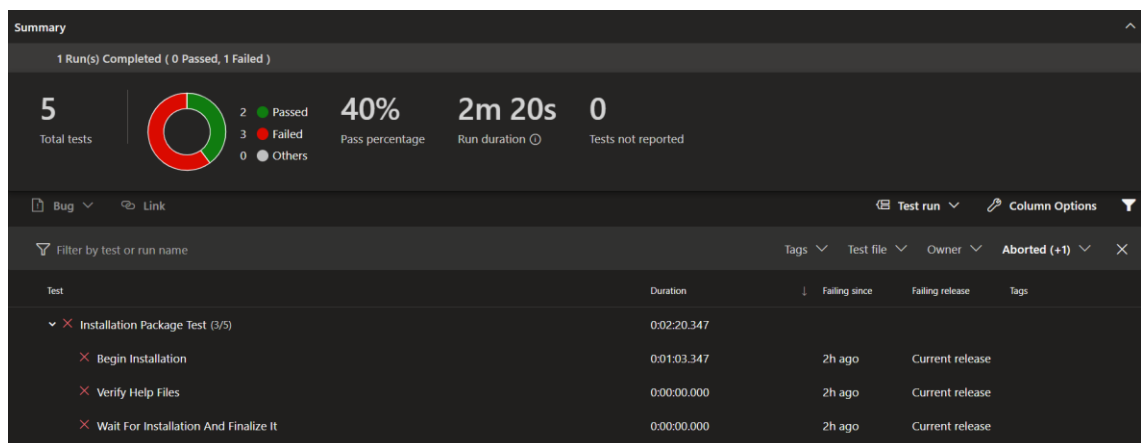 Summary
1 Run(s) Completed ( 0 Passed, 1 Failed )
5
Total tests
2 Passed
3 Failed
0 Others
40%
Pass percentage
2m 20s
Run duration
0
Tests not reported
Bug Link Test run Column Options
Filter by test or run name Tags Test file Owner Aborted (+1)
Test Duration Failing since Failing release Tags
Installation Package Test (3/5) 0:02:20.347
Begin Installation 0:01:03.347 2h ago Current release
Verify Help Files 0:00:00.000 2h ago Current release
Wait For Installation And Finalize It 0:00:00.000 2h ago Current release